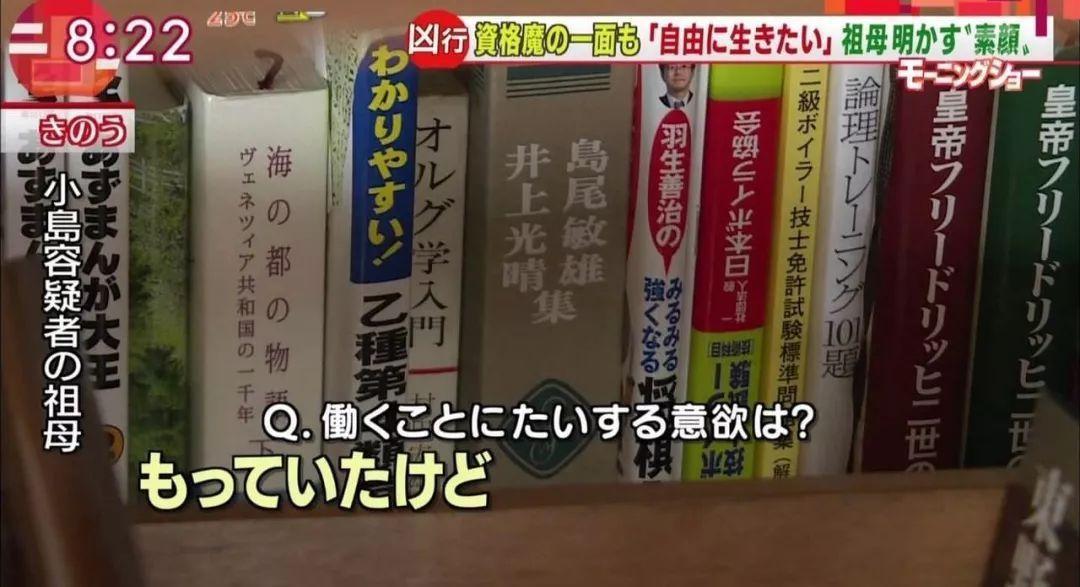 8:22
凶行 資格魔の一面も「自由に生きたい」祖母明かす〝素顔〟
モーニングショー
きのう
小島容疑者の祖母
あずまんが大王
海の都の物語
ヴェネツィア共和国の一千年
下
わかりやすい!
乙種第
オルグ学入門
島尾敏雄
井上光晴
集
羽生善治の
みるみる
強くなる
将棋
社団法人
日本ボイラ協会
二級ボイラー技士免許試験標準問
論理トレーニング101題
皇帝フリードリッヒ二世の
皇帝フリードリッヒ二世の
Q.働くことにたいする意欲は?
もっていたけど